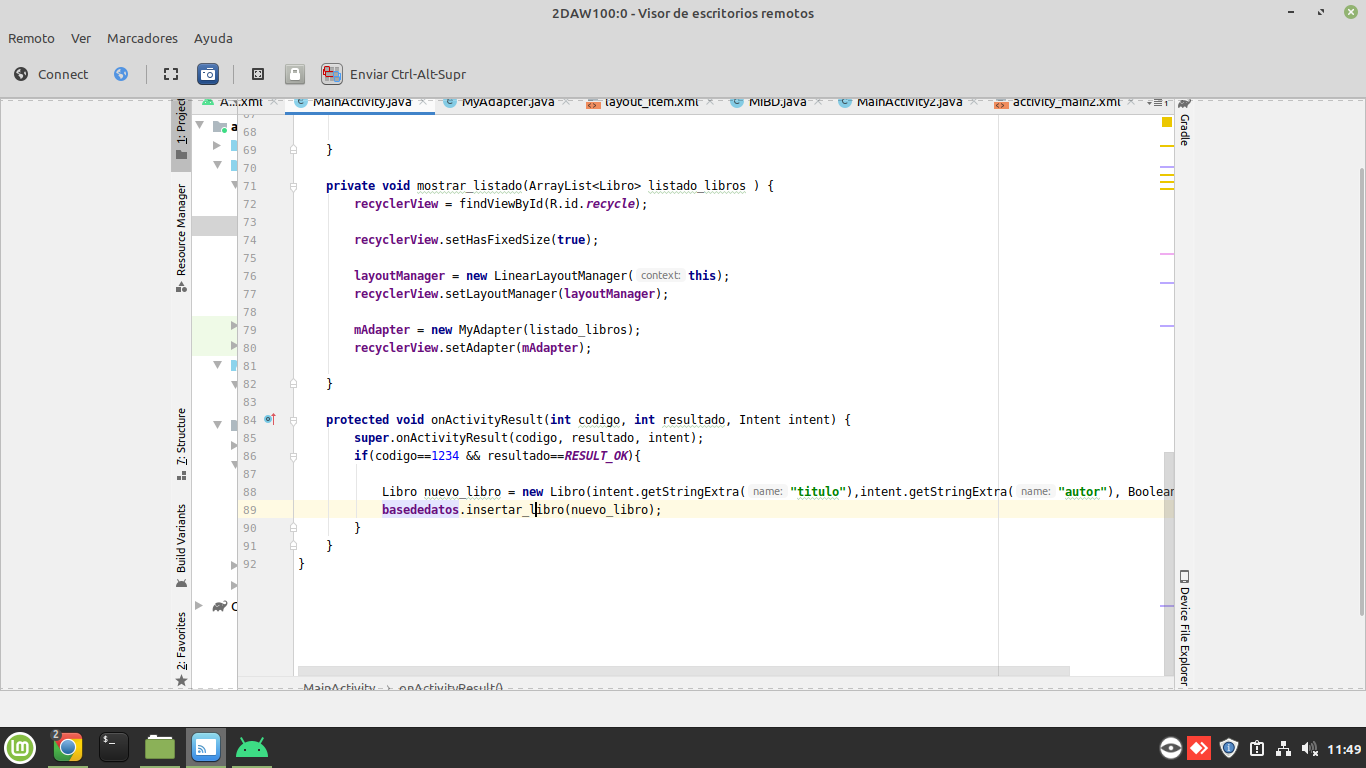 2DAW100:0 - Visor de escritorios remotos
Remoto Ver Marcadores Ayuda
Connect Enviar Ctrl-Alt-Supr
A...xml MainActivity.java MyAdapter.java layout_item.xml MIBD.java MainActivity2.java activity_main2.xml
1: Project
Resource Manager
7: Structure
Build Variants
2: Favorites
Gradle
Device File Explorer
67
68
69 }
70
71 private void mostrar_listado(ArrayList<Libro> listado_libros ) {
72 recyclerView = findViewById(R.id.recycle);
73
74 recyclerView.setHasFixedSize(true);
75
76 layoutManager = new LinearLayoutManager( context: this);
77 recyclerView.setLayoutManager(layoutManager);
78
79 mAdapter = new MyAdapter(listado_libros);
80 recyclerView.setAdapter(mAdapter);
81
82 }
83
84 protected void onActivityResult(int codigo, int resultado, Intent intent) {
85 super.onActivityResult(codigo, resultado, intent);
86 if(codigo==1234 && resultado==RESULT_OK){
87
88 Libro nuevo_libro = new Libro(intent.getStringExtra( name: "titulo"),intent.getStringExtra( name: "autor"), Boolean
89 basededatos.insertar_libro(nuevo_libro);
90 }
91 }
92 }
MainActivity > onActivityResult()
2
11:49